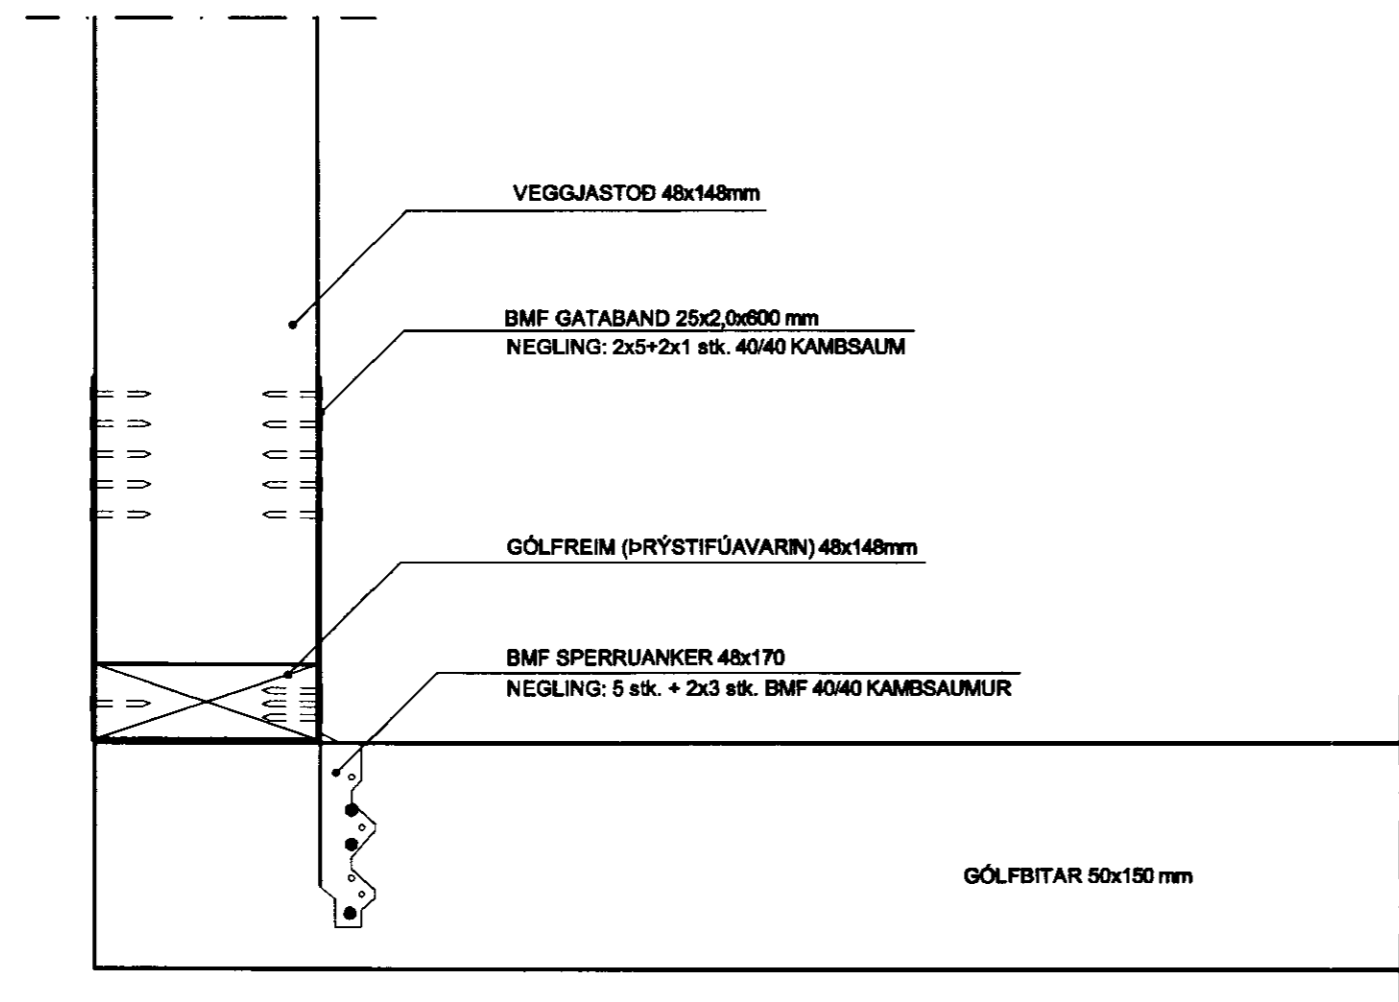 VEGGJASTOÐ 48x148mm
BMF GATABAND 25x2,0x600 mm
NEGLING: 2x5+2x1 stk. 40/40 KAMBSAUM
GÓLFREIM (ÞRÝSTIFÚAVARIN) 48x148mm
BMF SPERRUANKER 48x170
NEGLING: 5 stk. + 2x3 stk. BMF 40/40 KAMBSAUMUR
GÓLFBITAR 50x150 mm